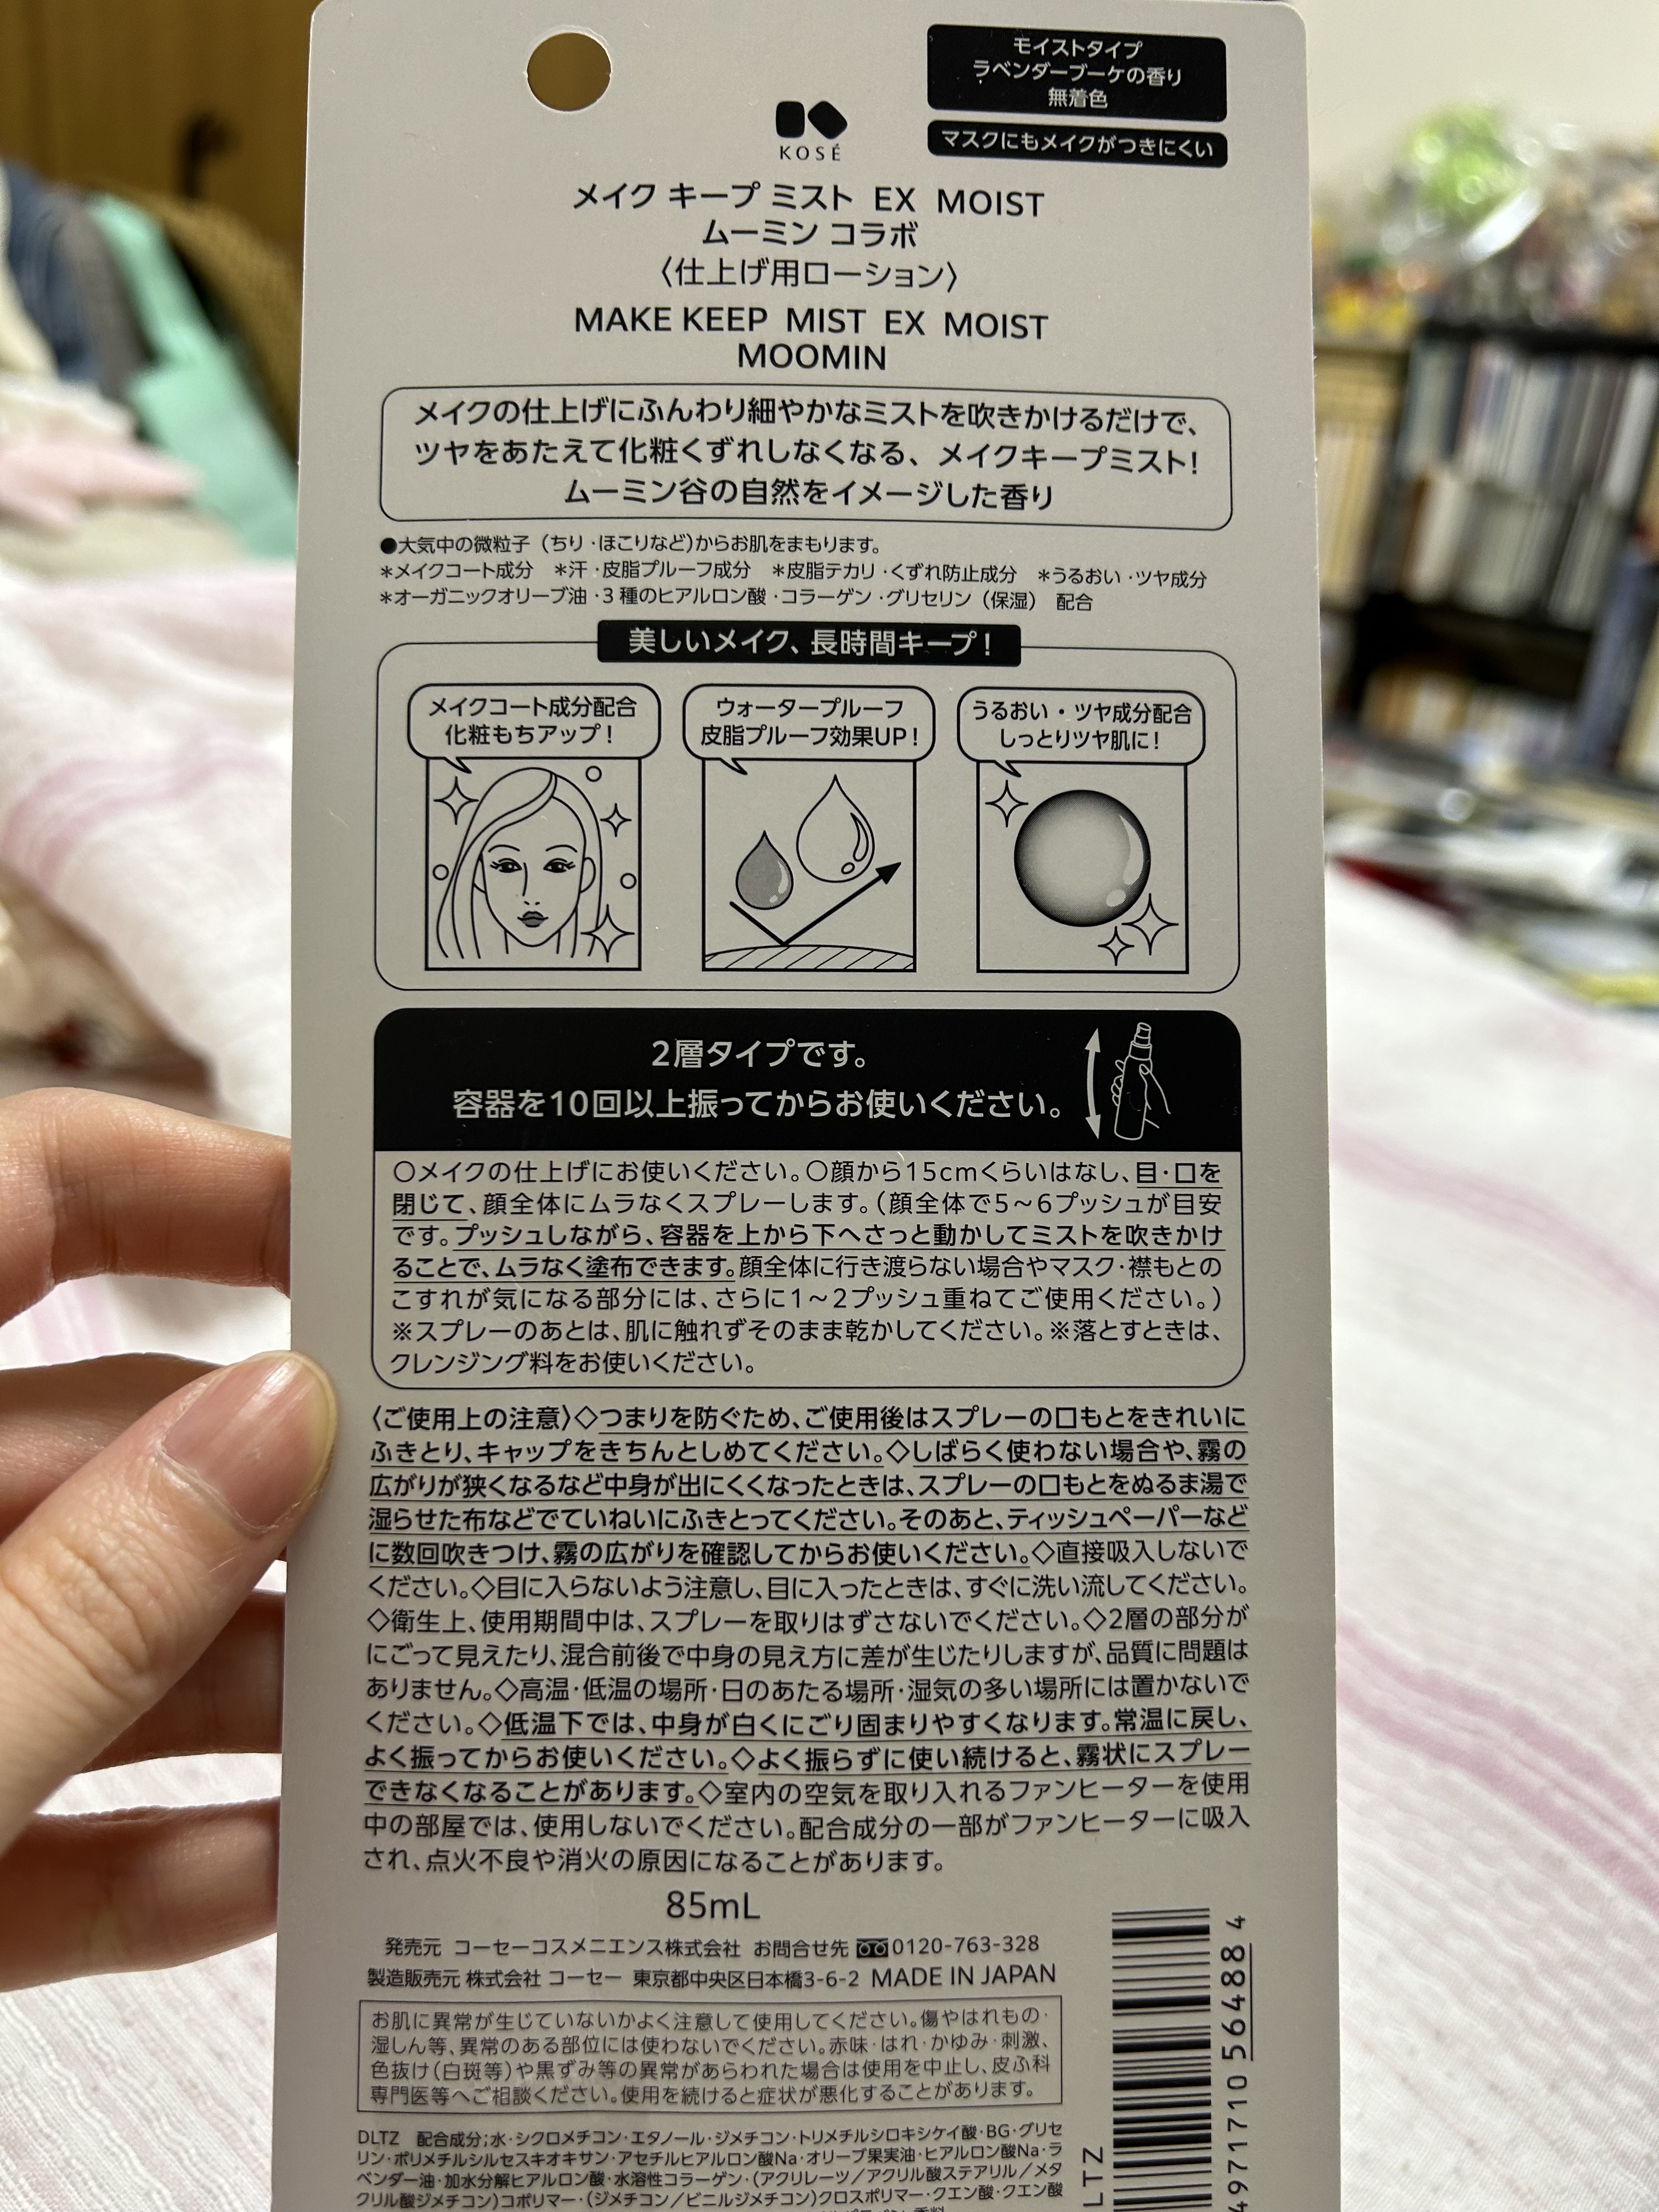 モイストタイプ
ラベンダーブーケの香り
無着色
マスクにもメイクがつきにくい
KOSÉ
メイク キープ ミスト EX MOIST
ムーミン コラボ
〈仕上げ用ローション〉
MAKE KEEP MIST EX MOIST
MOOMIN
メイクの仕上げにふんわり細やかなミストを吹きかけるだけで、
ツヤをあたえて化粧くずれしなくなる、メイクキープミスト!
ムーミン谷の自然をイメージした香り
●大気中の微粒子（ちり・ほこりなど）からお肌をまもります。
＊メイクコート成分 ＊汗・皮脂プルーフ成分 ＊皮脂テカリ・くずれ防止成分 ＊うるおい・ツヤ成分
＊オーガニックオリーブ油・3種のヒアルロン酸・コラーゲン・グリセリン（保湿） 配合
美しいメイク、長時間キープ!
メイクコート成分配合
化粧もちアップ!
ウォータープルーフ
皮脂プルーフ効果UP!
うるおい・ツヤ成分配合
しっとりツヤ肌に!
2層タイプです。
容器を10回以上振ってからお使いください。
○メイクの仕上げにお使いください。○顔から15cmくらいはなし、目・口を
閉じて、顔全体にムラなくスプレーします。（顔全体で5～6プッシュが目安
です。プッシュしながら、容器を上から下へさっと動かしてミストを吹きかけ
ることで、ムラなく塗布できます。顔全体に行き渡らない場合やマスク・襟もとの
こすれが気になる部分には、さらに1～2プッシュ重ねてご使用ください。）
※スプレーのあとは、肌に触れずそのまま乾かしてください。※落とすときは、
クレンジング料をお使いください。
〈ご使用上の注意〉◇つまりを防ぐため、ご使用後はスプレーの口もとをきれいに
ふきとり、キャップをきちんとしめてください。◇しばらく使わない場合や、霧の
広がりが狭くなるなど中身が出にくくなったときは、スプレーの口もとをぬるま湯で
湿らせた布などでていねいにふきとってください。そのあと、ティッシュペーパーなど
に数回吹きつけ、霧の広がりを確認してからお使いください。◇直接吸入しないで
ください。◇目に入らないよう注意し、目に入ったときは、すぐに洗い流してください。
◇衛生上、使用期間中は、スプレーを取りはずさないでください。◇2層の部分が
にごって見えたり、混合前後で中身の見え方に差が生じたりしますが、品質に問題は
ありません。◇高温・低温の場所・日のあたる場所・湿気の多い場所には置かないで
ください。◇低温下では、中身が白くにごり固まりやすくなります。常温に戻し、
よく振ってからお使いください。◇よく振らずに使い続けると、霧状にスプレー
できなくなることがあります。◇室内の空気を取り入れるファンヒーターを使用
中の部屋では、使用しないでください。配合成分の一部がファンヒーターに吸入
され、点火不良や消火の原因になることがあります。
85mL
発売元 コーセーコスメニエンス株式会社 お問合せ先 0120-763-328
製造販売元 株式会社 コーセー 東京都中央区日本橋3-6-2 MADE IN JAPAN
お肌に異常が生じていないかよく注意して使用してください。傷やはれもの・
湿しん等、異常のある部位には使わないでください。赤味・はれ・かゆみ・刺激、
色抜け（白斑等）や黒ずみ等の異常があらわれた場合は使用を中止し、皮ふ科
専門医等へご相談ください。使用を続けると症状が悪化することがあります。
DLTZ 配合成分;水・シクロメチコン・エタノール・ジメチコン・トリメチルシロキシケイ酸・BG・グリセ
リン・ポリメチルシルセスキオキサン・アセチルヒアルロン酸Na・オリーブ果実油・ヒアルロン酸Na・ラ
ベンダー油・加水分解ヒアルロン酸・水溶性コラーゲン・（アクリレーツ／アクリル酸ステアリル／メタ
クリル酸ジメチコン）コポリマー・（ジメチコン／ビニルジメチコン）クロスポリマー・クエン酸・クエン酸
LTZ
4971710 564884